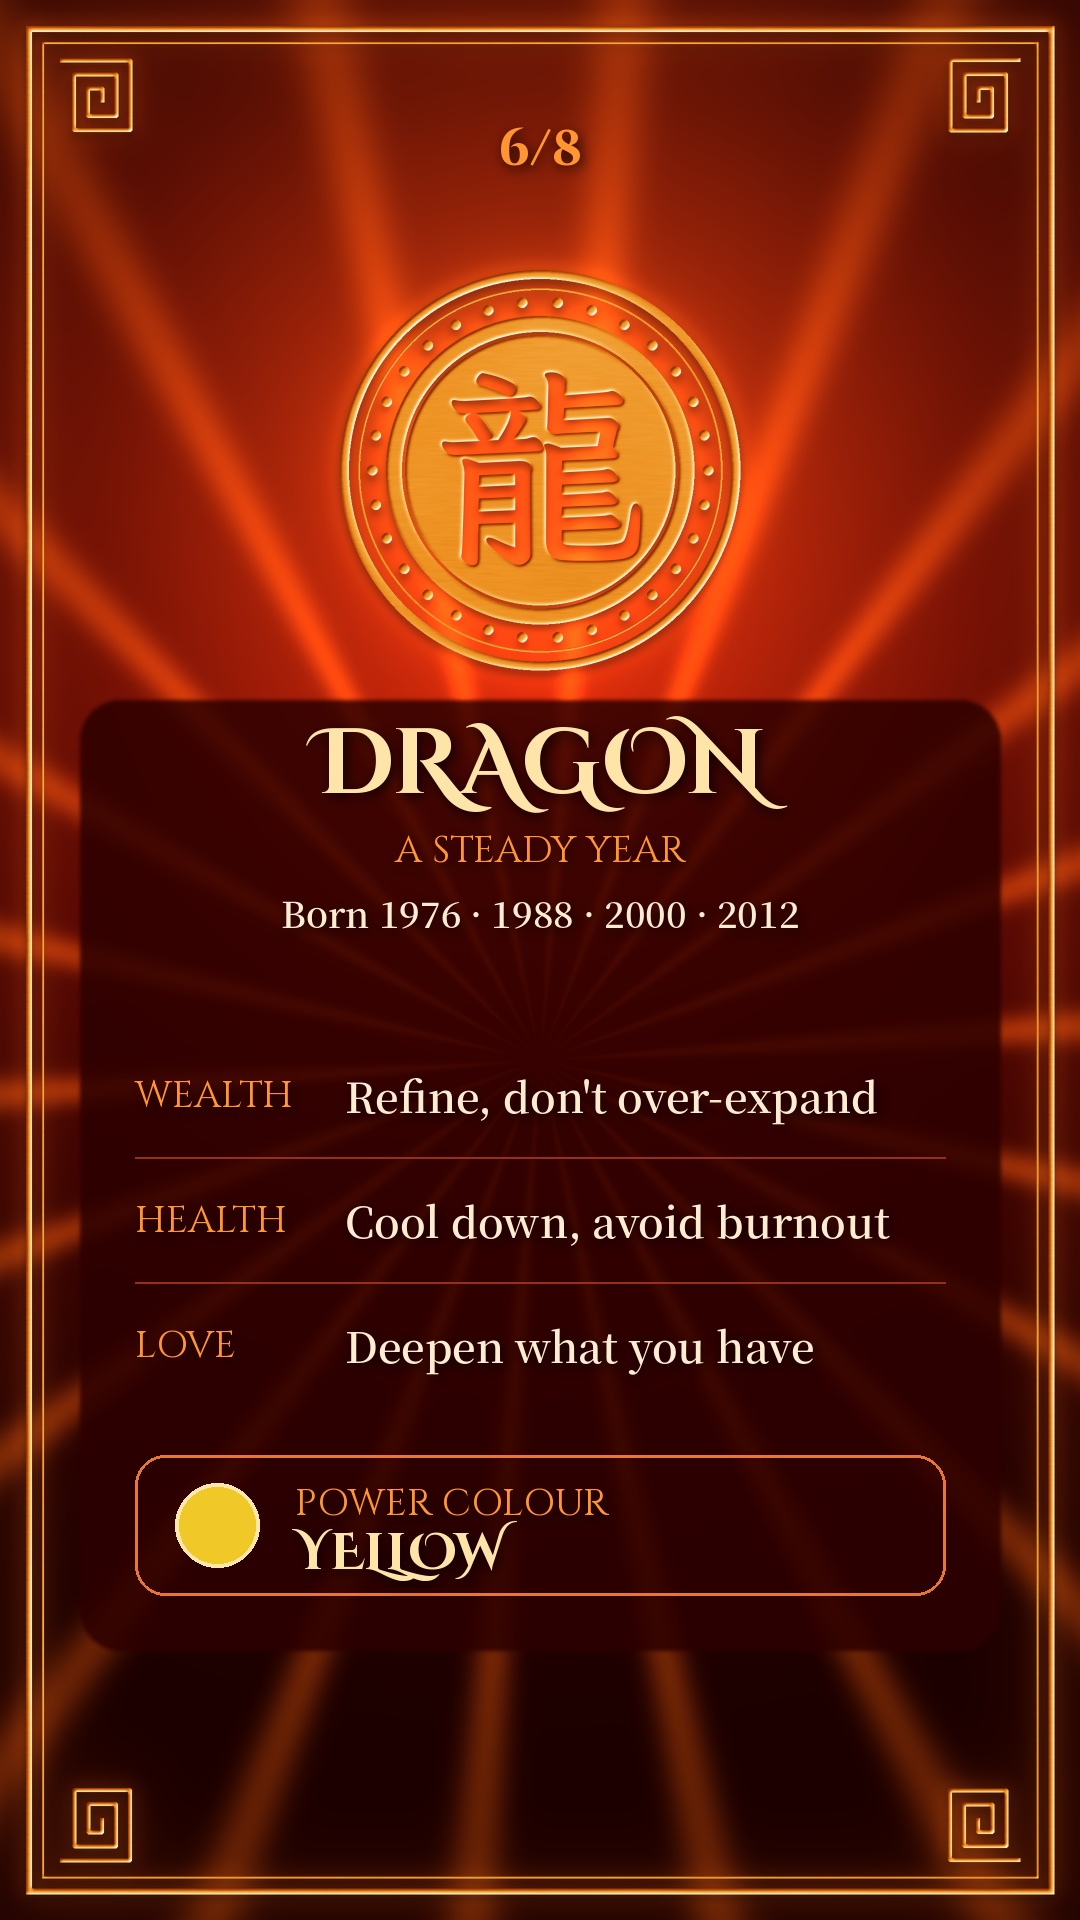 6/8
龍
DRAGON
A STEADY YEAR
Born 1976 · 1988 · 2000 · 2012
WEALTH Refine, don't over-expand
HEALTH Cool down, avoid burnout
LOVE Deepen what you have
POWER COLOUR
YELLOW